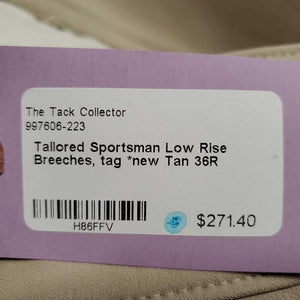 The Tack Collector
997606-223
Tailored Sportsman Low Rise
Breeches, tag *new Tan 36R
H86FFV
$271.40